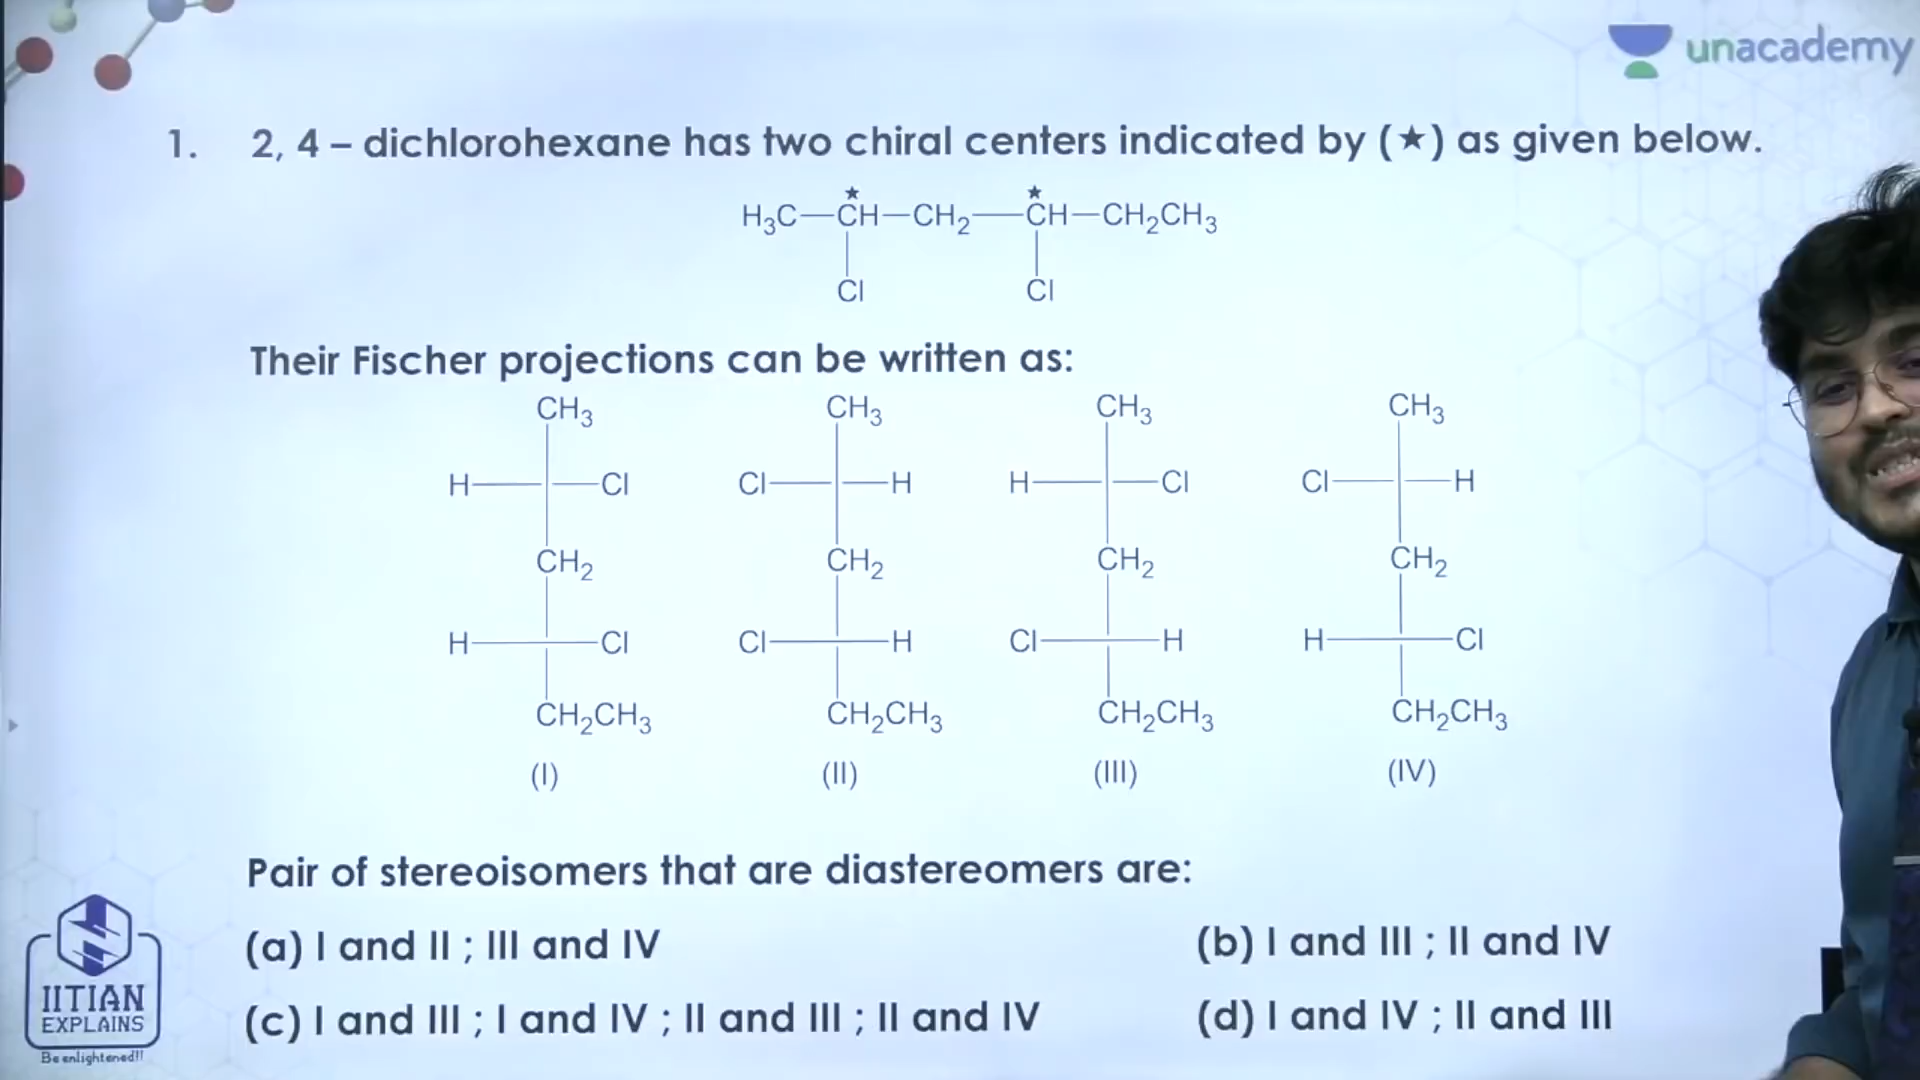 unacademy
1. 2, 4 – dichlorohexane has two chiral centers indicated by (★) as given below.
★ ★
H₃C—CH—CH₂—CH—CH₂CH₃
Cl Cl
Their Fischer projections can be written as:
CH₃ CH₃ CH₃ CH₃
H Cl Cl H H Cl Cl H
CH₂ CH₂ CH₂ CH₂
H Cl Cl H Cl H H Cl
CH₂CH₃ CH₂CH₃ CH₂CH₃ CH₂CH₃
(I) (II) (III) (IV)
Pair of stereoisomers that are diastereomers are:
(a) I and II ; III and IV (b) I and III ; II and IV
(c) I and III ; I and IV ; II and III ; II and IV (d) I and IV ; II and III
IITIAN
EXPLAINS
Be enlightened!!